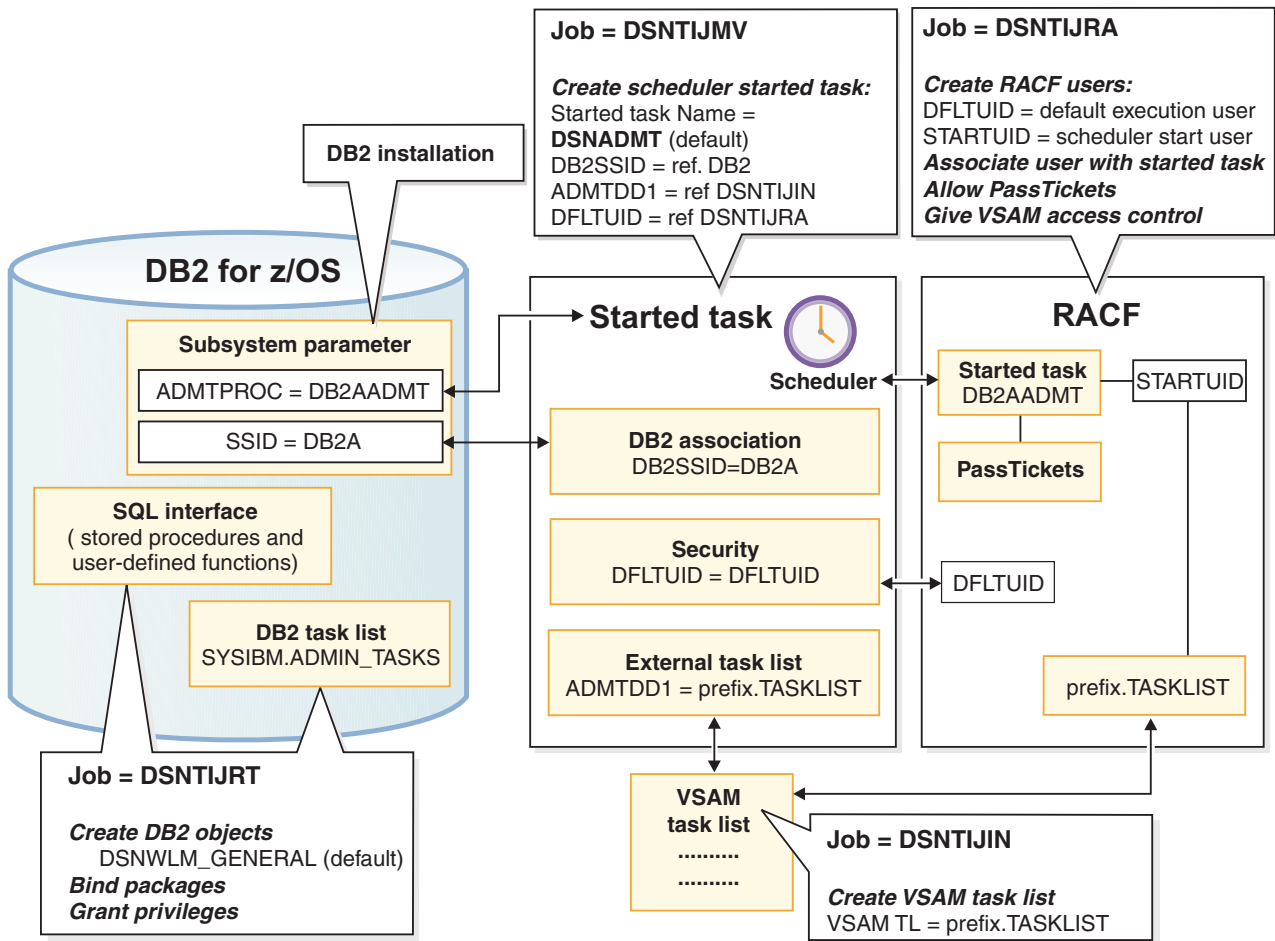 Job = DSNTIJMV
Create scheduler started task:
Started task Name =
DSNADMT (default)
DB2SSID = ref. DB2
ADMTDD1 = ref DSNTIJIN
DFLTUID = ref DSNTIJRA
Job = DSNTIJRA
Create RACF users:
DFLTUID = default execution user
STARTUID = scheduler start user
Associate user with started task
Allow PassTickets
Give VSAM access control
DB2 installation
DB2 for z/OS
Subsystem parameter
ADMTPROC = DB2AADMT
SSID = DB2A
SQL interface
( stored procedures and
user-defined functions)
DB2 task list
SYSIBM.ADMIN_TASKS
Started task
Scheduler
DB2 association
DB2SSID=DB2A
Security
DFLTUID = DFLTUID
External task list
ADMTDD1 = prefix.TASKLIST
RACF
Started task
DB2AADMT
STARTUID
PassTickets
DFLTUID
prefix.TASKLIST
Job = DSNTIJRT
Create DB2 objects
DSNWLM_GENERAL (default)
Bind packages
Grant privileges
VSAM
task list
..........
..........
Job = DSNTIJIN
Create VSAM task list
VSAM TL = prefix.TASKLIST